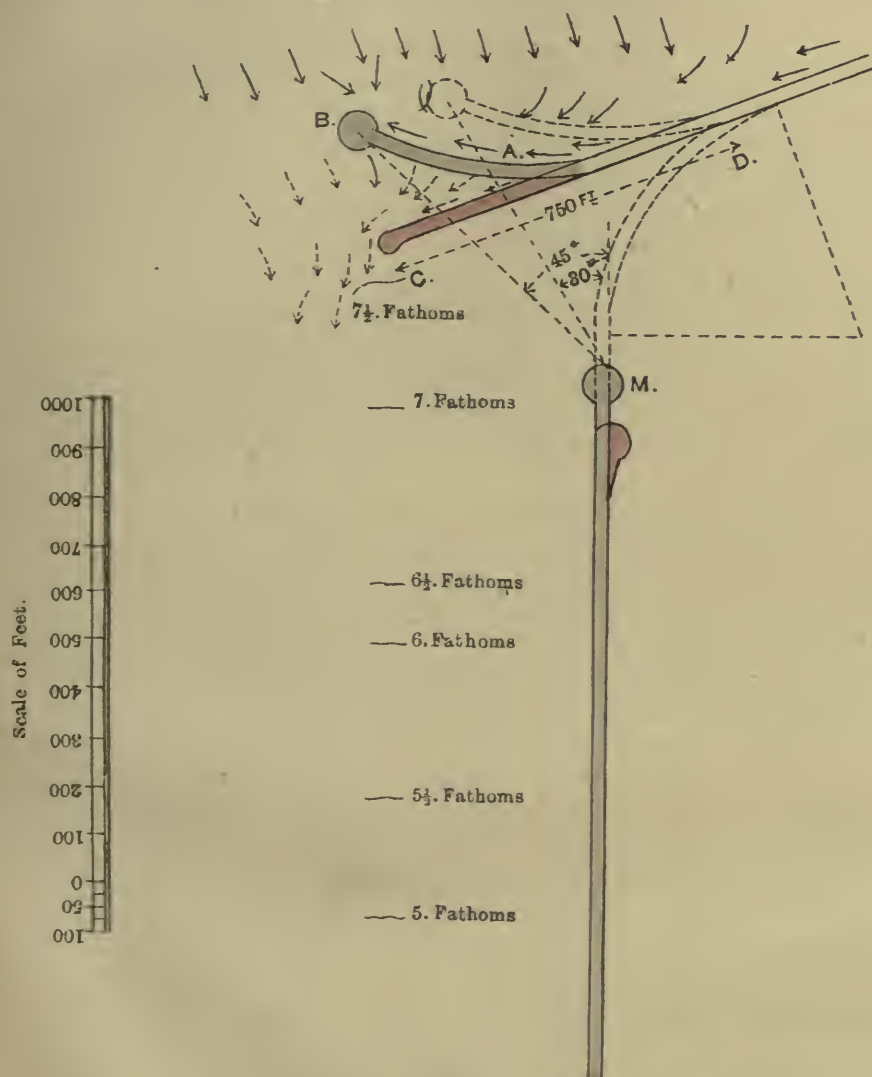 B.
A.
D.
750 FT
45°
30°
C.
7½. Fathoms
M.
7. Fathoms
6½. Fathoms
6. Fathoms
5½. Fathoms
5. Fathoms
Scale of Feet.
1000
900
800
700
600
500
400
300
200
100
0
50
100